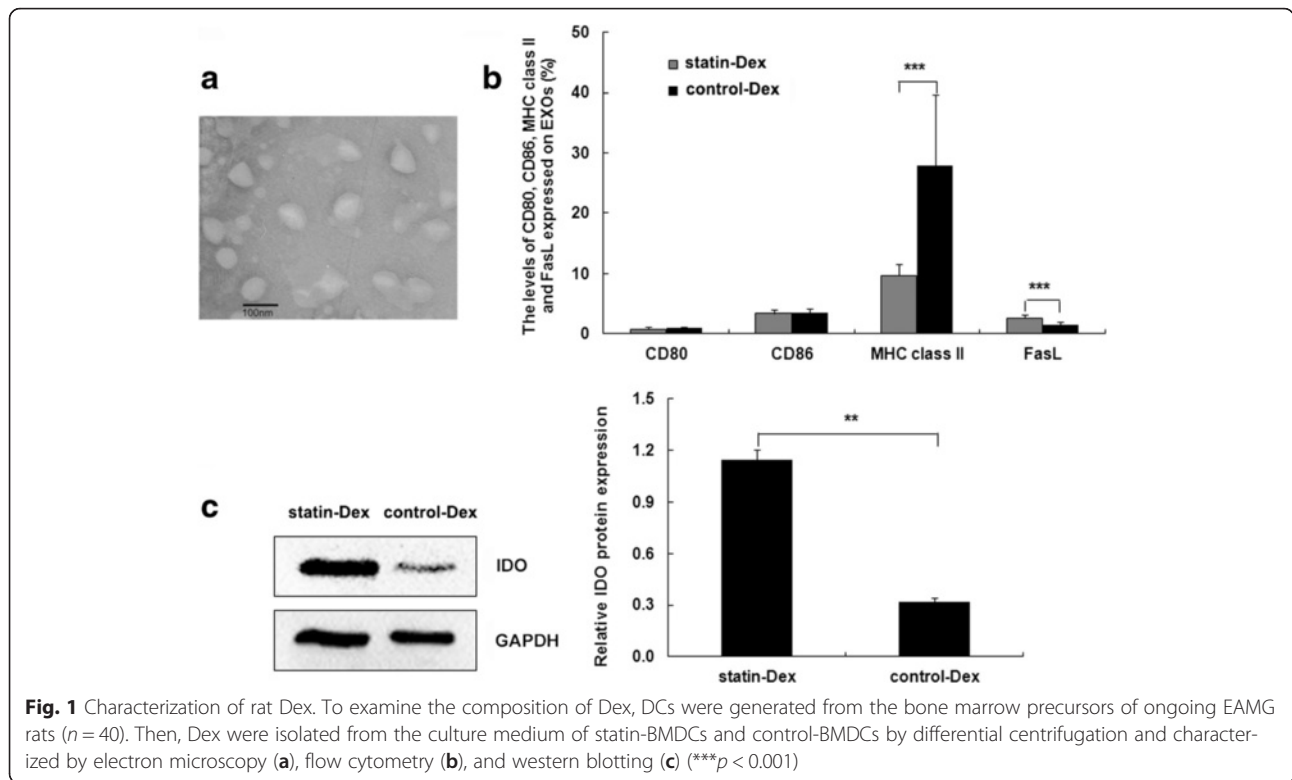 a
100nm
b
The levels of CD80, CD86, MHC class II
and FasL expressed on EXOs (%)
50
40
30
20
10
0
statin-Dex
control-Dex
***
***
CD80 CD86 MHC class II FasL
c
statin-Dex control-Dex
IDO
GAPDH
Relative IDO protein expression
1.5
1.2
0.9
0.6
0.3
0.0
**
statin-Dex control-Dex
Fig. 1 Characterization of rat Dex. To examine the composition of Dex, DCs were generated from the bone marrow precursors of ongoing EAMG
rats (n = 40). Then, Dex were isolated from the culture medium of statin-BMDCs and control-BMDCs by differential centrifugation and character-
ized by electron microscopy (a), flow cytometry (b), and western blotting (c) (***p < 0.001)